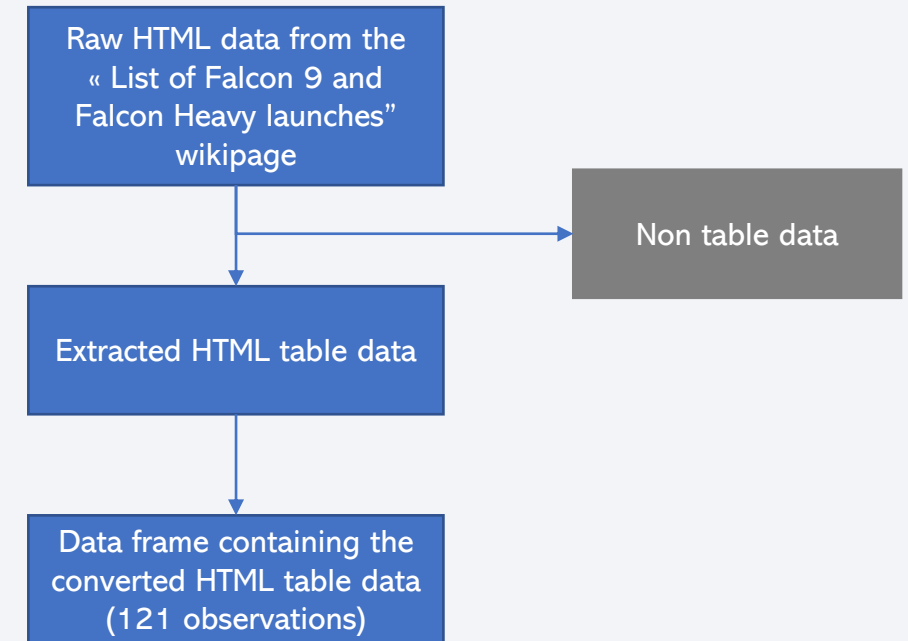 Raw HTML data from the
« List of Falcon 9 and
Falcon Heavy launches”
wikipage
Non table data
Extracted HTML table data
Data frame containing the
converted HTML table data
(121 observations)